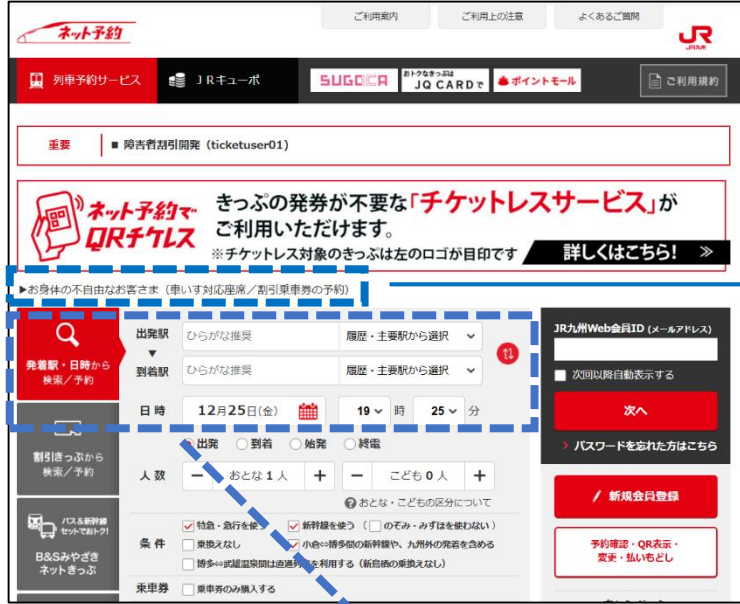 ネット予約
ご利用案内
ご利用上の注意
よくあるご質問
JR
JR九州
列車予約サービス
JRキューポ
SUGOCA
おトクなきっぷは
JQ CARDで
ポイントモール
ご利用規約
重要
■ 障害者割引開発（ticketuser01）
ネット予約で
QRチケレス
きっぷの発券が不要な「チケットレスサービス」が
ご利用いただけます。
※チケットレス対象のきっぷは左のロゴが目印です
詳しくはこちら！ ≫
▶お身体の不自由なお客さま（車いす対応座席／割引乗車券の予約）
発着駅・日時から
検索／予約
割引きっぷから
検索／予約
バス&新幹線
セットでおトク!
B&Sみやざき
ネットきっぷ
出発駅
ひらがな推奨
履歴・主要駅から選択
▼
到着駅
ひらがな推奨
履歴・主要駅から選択
日時
12月25日(金)
19 時
25 分
出発
到着
始発
終電
人数
− おとな 1 人 +
− こども 0 人 +
?おとな・こどもの区分について
条件
特急・急行を使う
新幹線を使う（ のぞみ・みずほを使わない）
乗換えなし
小倉⇔博多間の新幹線や、九州外の発着を含める
博多⇔武雄温泉間は直通列車を利用する（新鳥栖の乗換えなし）
乗車券
乗車券のみ購入する
JR九州Web会員ID (メールアドレス)
次回以降自動表示する
次へ
パスワードを忘れた方はこちら
新規会員登録
予約確認・QR表示・
変更・払いもどし